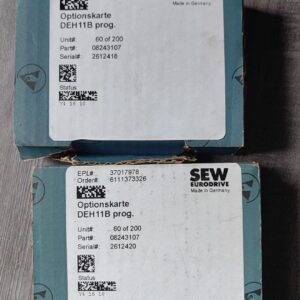 Made in Germany
Optionskarte
DEH11B prog.
Unit#: 60 of 200
Part#: 08243107
Serial#: 2612418
Status
EPL#: 37017978
Order#: 6111373326
SEW
EURODRIVE
Made in Germany
Optionskarte
DEH11B prog.
Unit#: 60 of 200
Part#: 08243107
Serial#: 2612420
Status